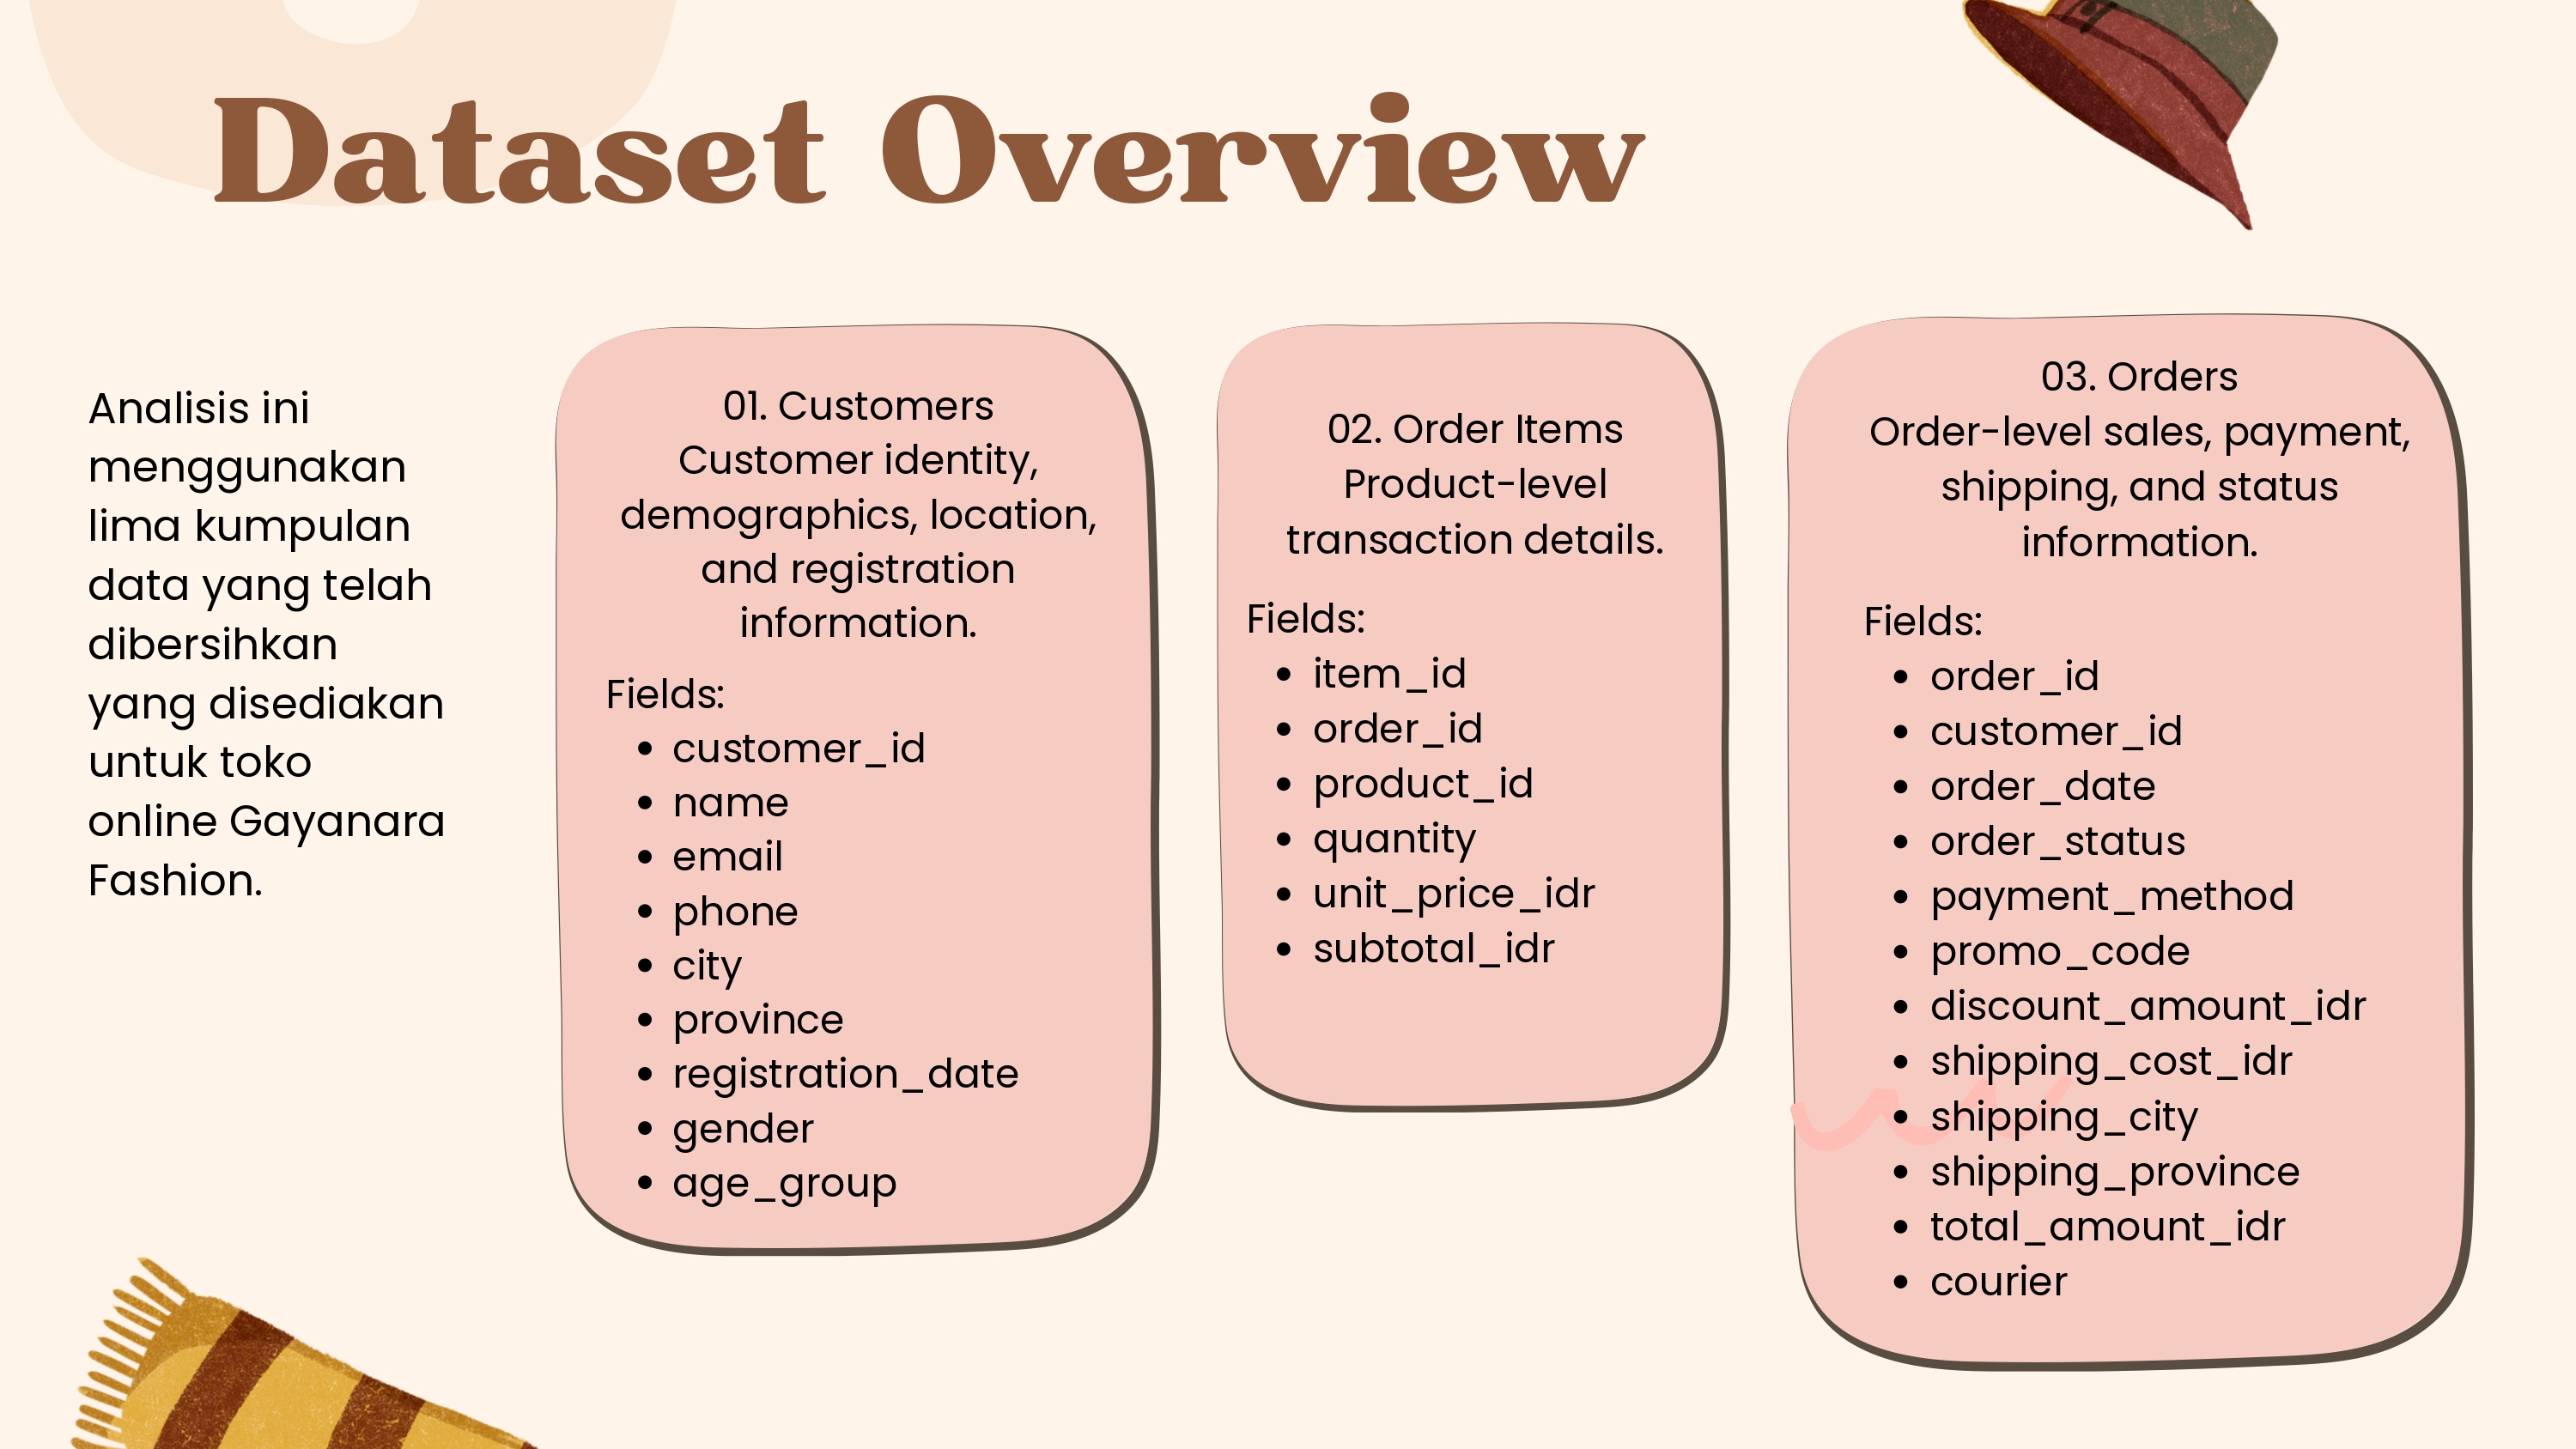 Dataset Overview
Analisis ini
menggunakan
lima kumpulan
data yang telah
dibersihkan
yang disediakan
untuk toko
online Gayanara
Fashion.
01. Customers
Customer identity,
demographics, location,
and registration
information.
Fields:
• customer_id
• name
• email
• phone
• city
• province
• registration_date
• gender
• age_group
02. Order Items
Product-level
transaction details.
Fields:
• item_id
• order_id
• product_id
• quantity
• unit_price_idr
• subtotal_idr
03. Orders
Order-level sales, payment,
shipping, and status
information.
Fields:
• order_id
• customer_id
• order_date
• order_status
• payment_method
• promo_code
• discount_amount_idr
• shipping_cost_idr
• shipping_city
• shipping_province
• total_amount_idr
• courier